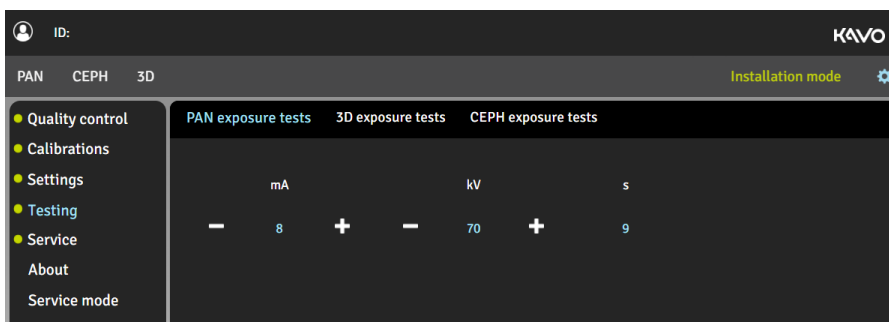 ID:
KAVO
PAN CEPH 3D Installation mode
Quality control
Calibrations
Settings
Testing
Service
About
Service mode
PAN exposure tests 3D exposure tests CEPH exposure tests
mA kV s
− 8 + − 70 + 9